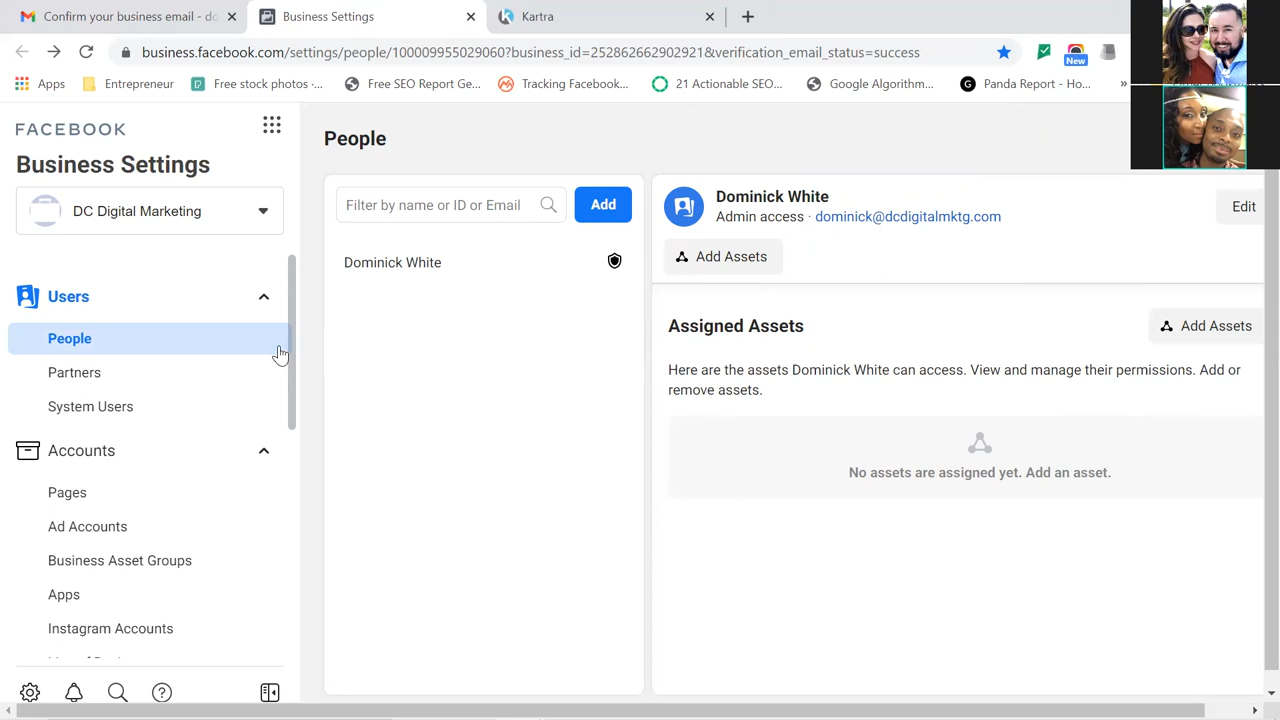 Confirm your business email - do
Business Settings
Kartra
business.facebook.com/settings/people/100009955029060?business_id=252862662902921&verification_email_status=success
New
Apps
Entrepreneur
Free stock photos ·...
Free SEO Report Ge...
Tracking Facebook...
21 Actionable SEO...
Google Algorithm...
Panda Report - Ho...
»
FACEBOOK
Business Settings
DC Digital Marketing
Users
People
Partners
System Users
Accounts
Pages
Ad Accounts
Business Asset Groups
Apps
Instagram Accounts
People
Filter by name or ID or Email
Add
Dominick White
Dominick White
Admin access · dominick@dcdigitalmktg.com
Edit
Add Assets
Assigned Assets
Add Assets
Here are the assets Dominick White can access. View and manage their permissions. Add or
remove assets.
No assets are assigned yet. Add an asset.